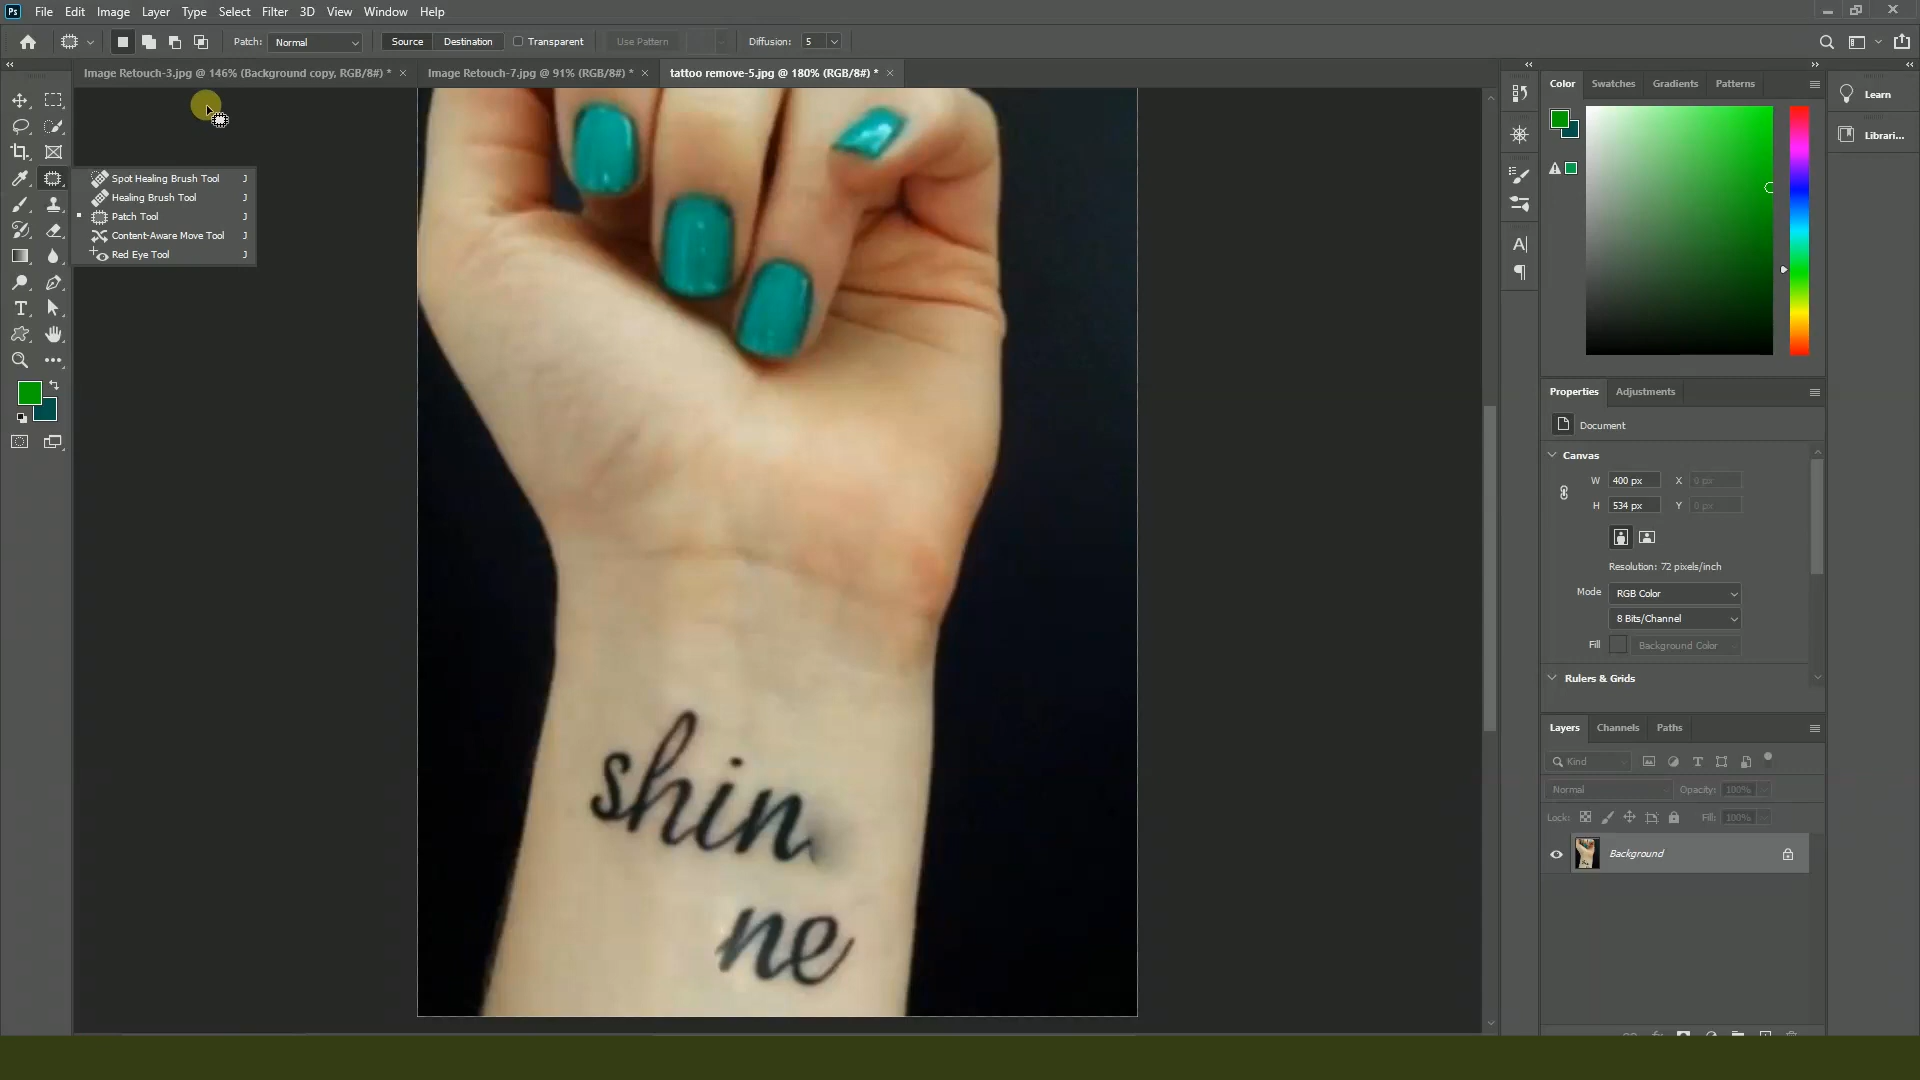 Ps File Edit Image Layer Type Select Filter 3D View Window Help
Patch: Normal Source Destination Transparent Use Pattern Diffusion: 5
Image Retouch-3.jpg @ 146% (Background copy, RGB/8#) * Image Retouch-7.jpg @ 91% (RGB/8#) * tattoo remove-5.jpg @ 180% (RGB/8#) *
Spot Healing Brush Tool J
Healing Brush Tool J
Patch Tool J
Content-Aware Move Tool J
Red Eye Tool J
shin
ne
Color Swatches Gradients Patterns
Learn
Librari...
Properties Adjustments
Document
Canvas
W 400 px X 0 px
H 534 px Y 0 px
Resolution: 72 pixels/inch
Mode RGB Color
8 Bits/Channel
Fill Background Color
Rulers & Grids
Layers Channels Paths
Kind
Normal Opacity: 100%
Lock: Fill: 100%
Background